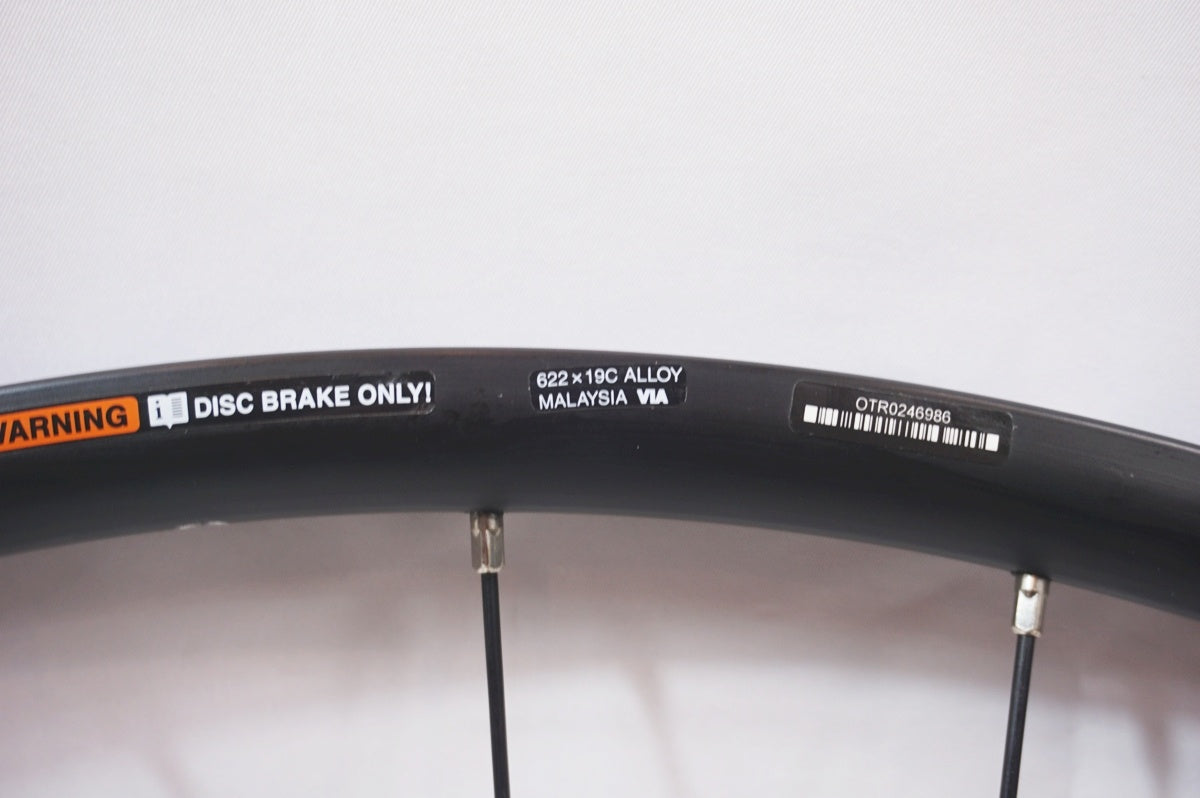 WARNING
i DISC BRAKE ONLY!
622 × 19C ALLOY
MALAYSIA VIA
OTR0246986